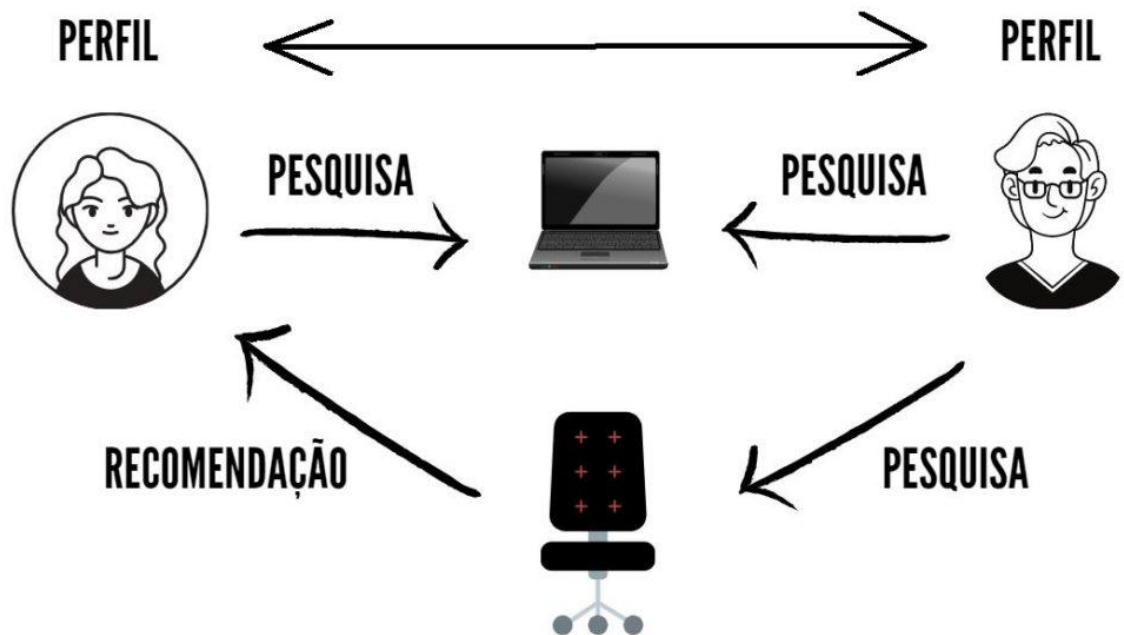 PERFIL
PERFIL
PESQUISA
PESQUISA
RECOMENDAÇÃO
PESQUISA